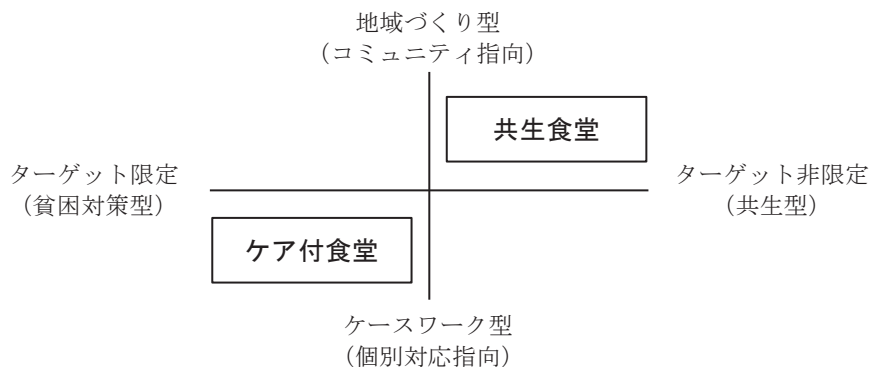 地域づくり型
（コミュニティ指向）
共生食堂
ターゲット限定
（貧困対策型）
ターゲット非限定
（共生型）
ケア付食堂
ケースワーク型
（個別対応指向）